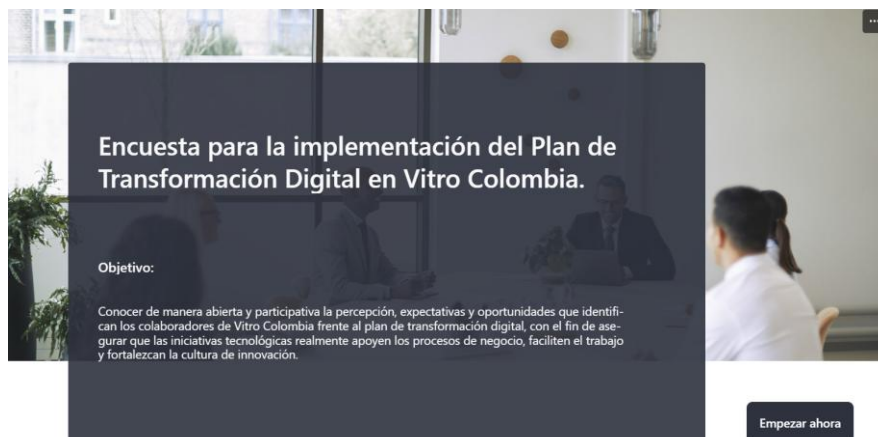 Encuesta para la implementación del Plan de
Transformación Digital en Vitro Colombia.
Objetivo:
Conocer de manera abierta y participativa la percepción, expectativas y oportunidades que identifi-
can los colaboradores de Vitro Colombia frente al plan de transformación digital, con el fin de ase-
gurar que las iniciativas tecnológicas realmente apoyen los procesos de negocio, faciliten el trabajo
y fortalezcan la cultura de innovación.
Empezar ahora